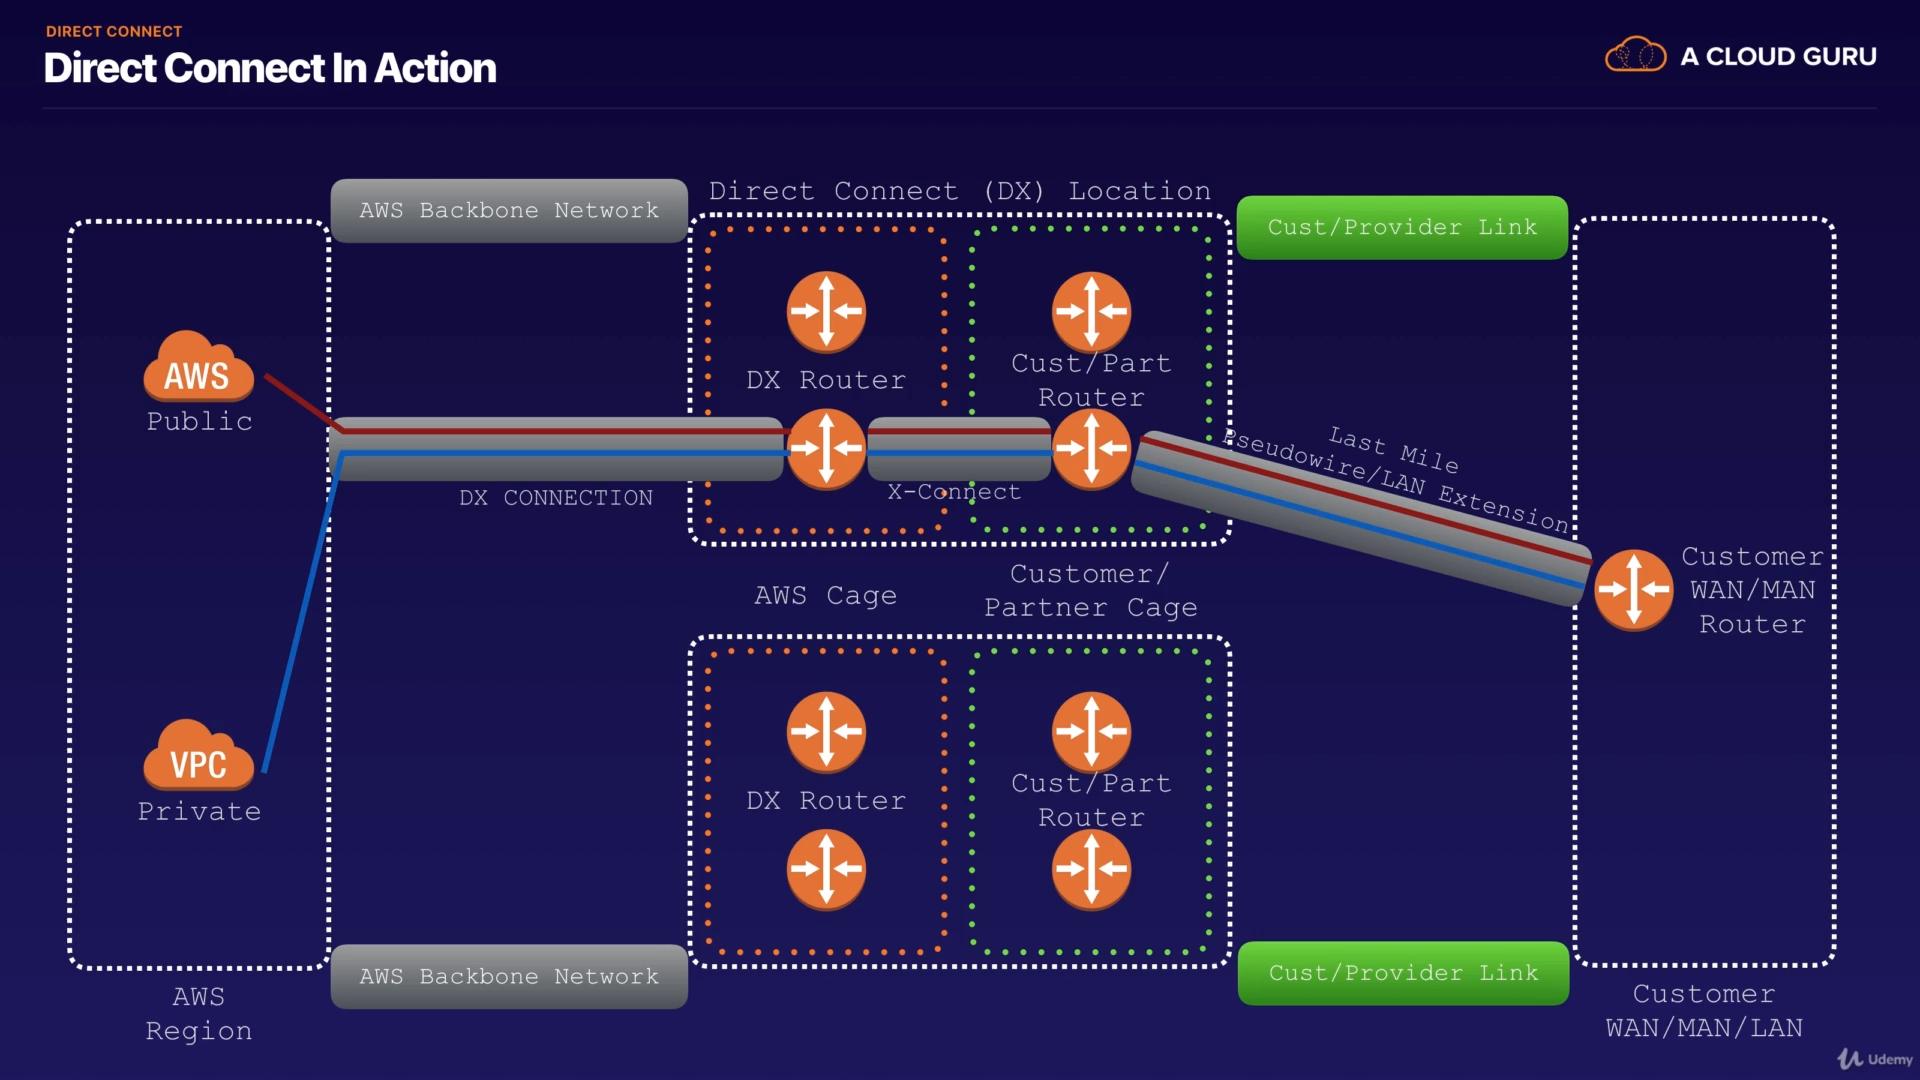 DIRECT CONNECT
Direct Connect In Action
A CLOUD GURU
AWS Backbone Network
Direct Connect (DX) Location
Cust/Provider Link
AWS
Public
DX Router
Cust/Part
Router
DX CONNECTION
X-Connect
Last Mile
Pseudowire/LAN Extension
Customer
WAN/MAN
Router
AWS Cage
Customer/
Partner Cage
VPC
Private
DX Router
Cust/Part
Router
AWS Backbone Network
Cust/Provider Link
AWS
Region
Customer
WAN/MAN/LAN
Udemy